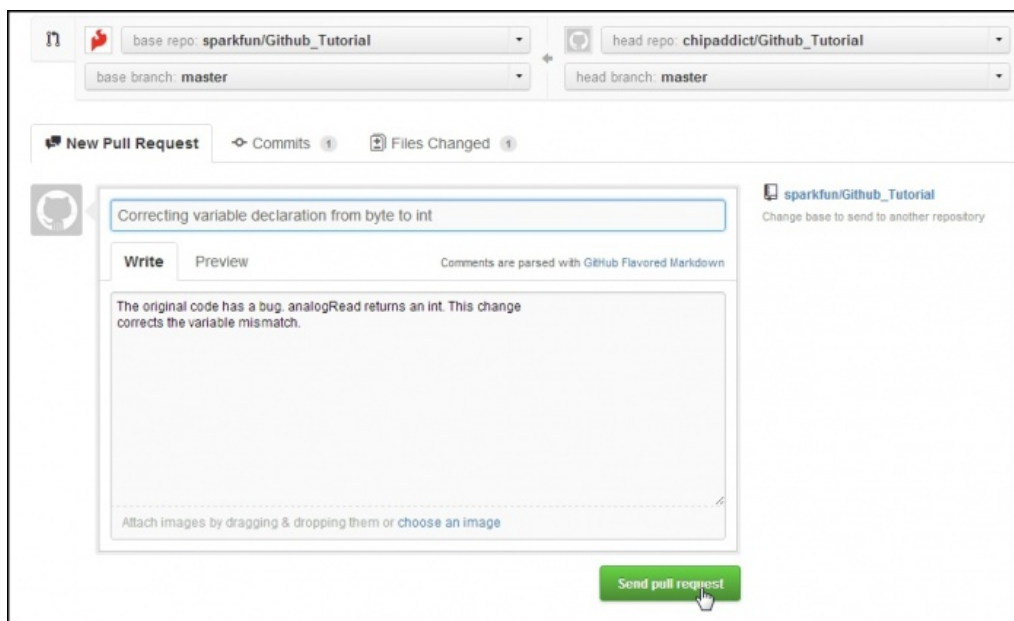 base repo: sparkfun/Github_Tutorial
head repo: chipaddict/Github_Tutorial
base branch: master
head branch: master
New Pull Request
Commits 1
Files Changed 1
Correcting variable declaration from byte to int
sparkfun/Github_Tutorial
Change base to send to another repository
Write
Preview
Comments are parsed with GitHub Flavored Markdown
The original code has a bug. analogRead returns an int. This change
corrects the variable mismatch.
Attach images by dragging & dropping them or choose an image
Send pull request